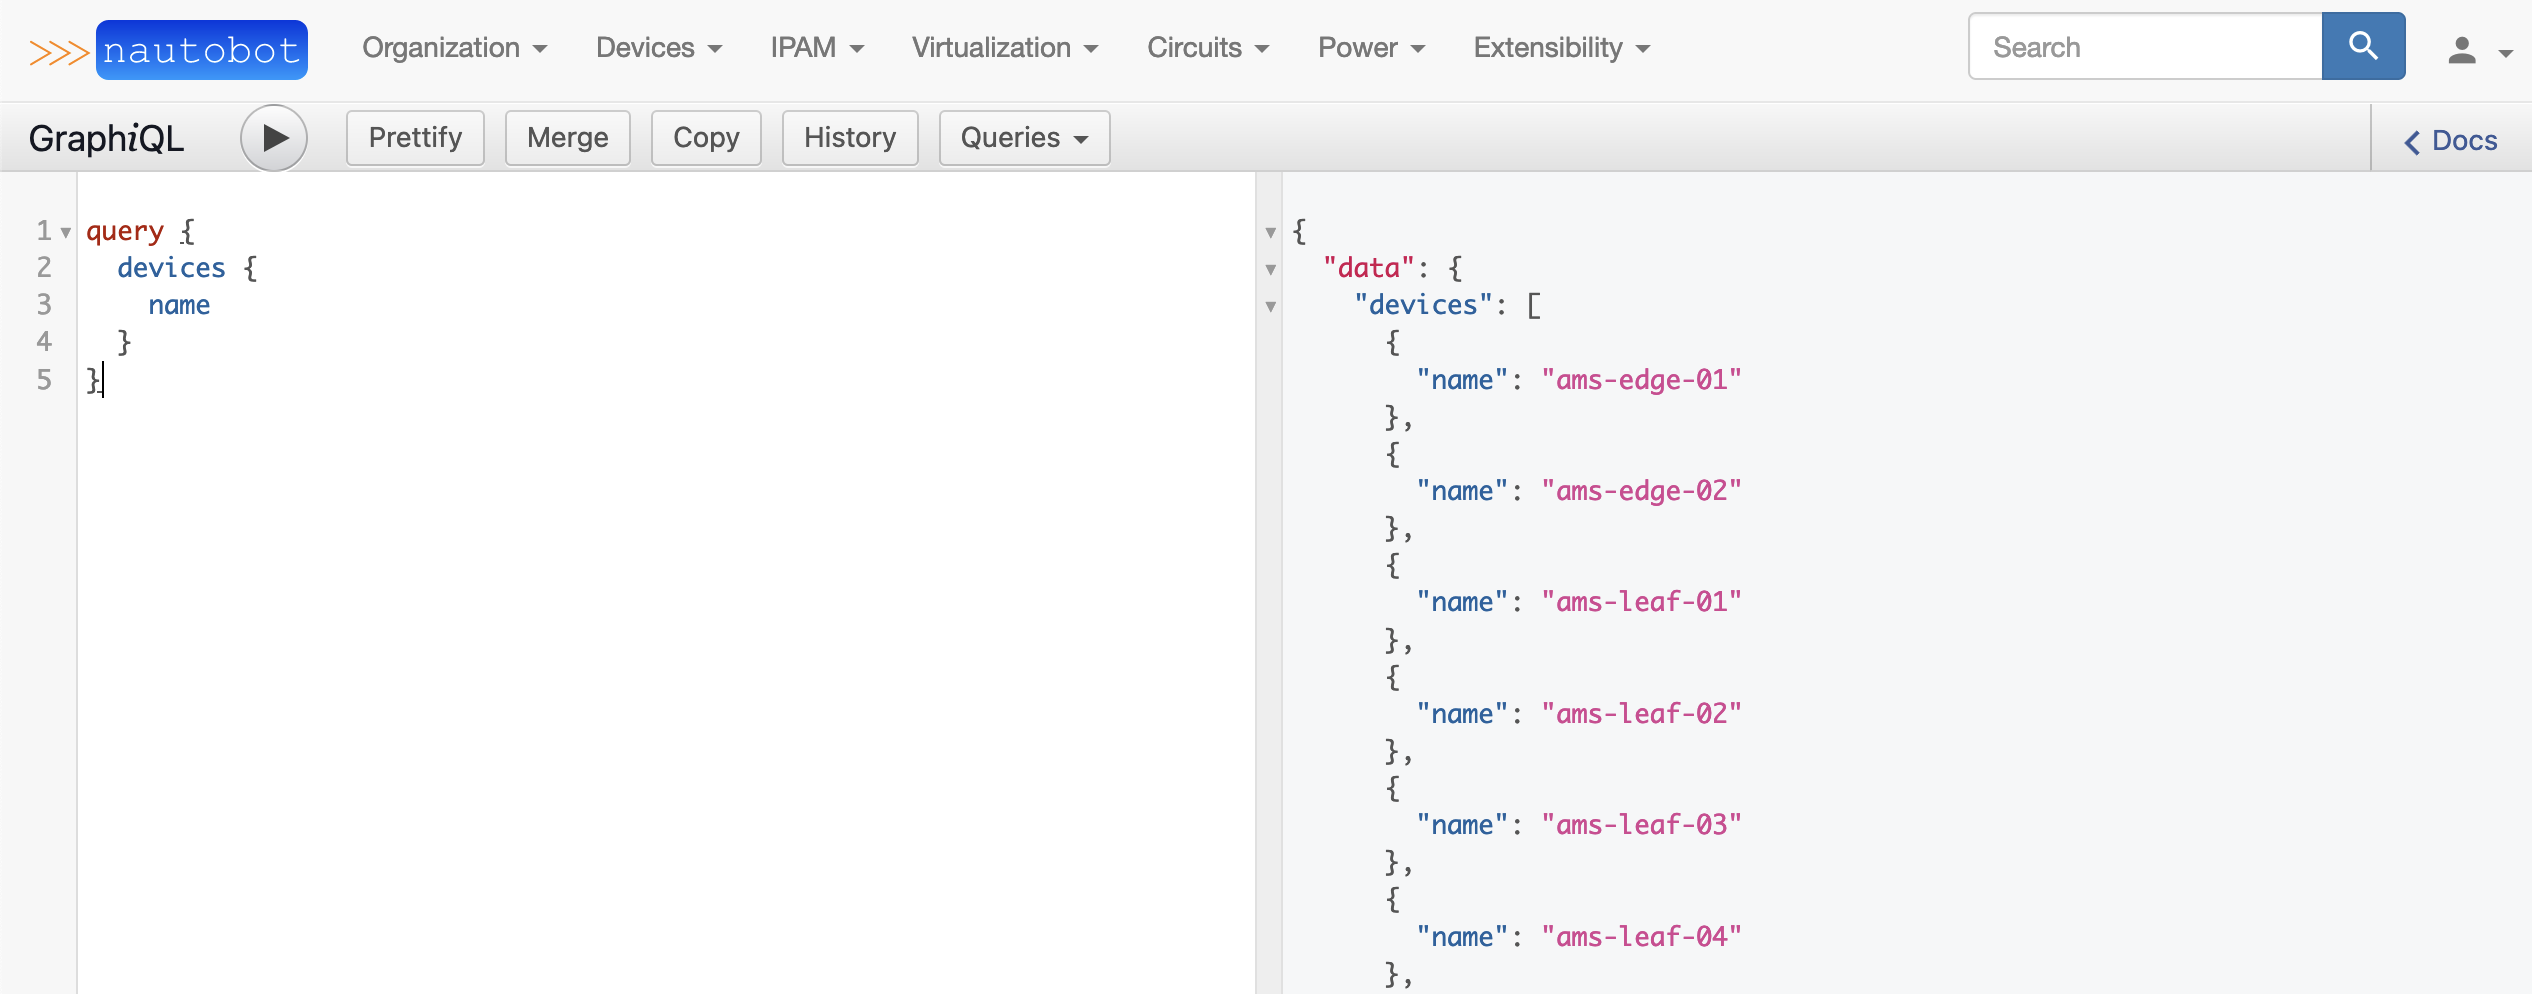 nautobot Organization Devices IPAM Virtualization Circuits Power Extensibility Search
GraphiQL Prettify Merge Copy History Queries Docs
1 query {
2 devices {
3 name
4 }
5 }
{
"data": {
"devices": [
{
"name": "ams-edge-01"
},
{
"name": "ams-edge-02"
},
{
"name": "ams-leaf-01"
},
{
"name": "ams-leaf-02"
},
{
"name": "ams-leaf-03"
},
{
"name": "ams-leaf-04"
},